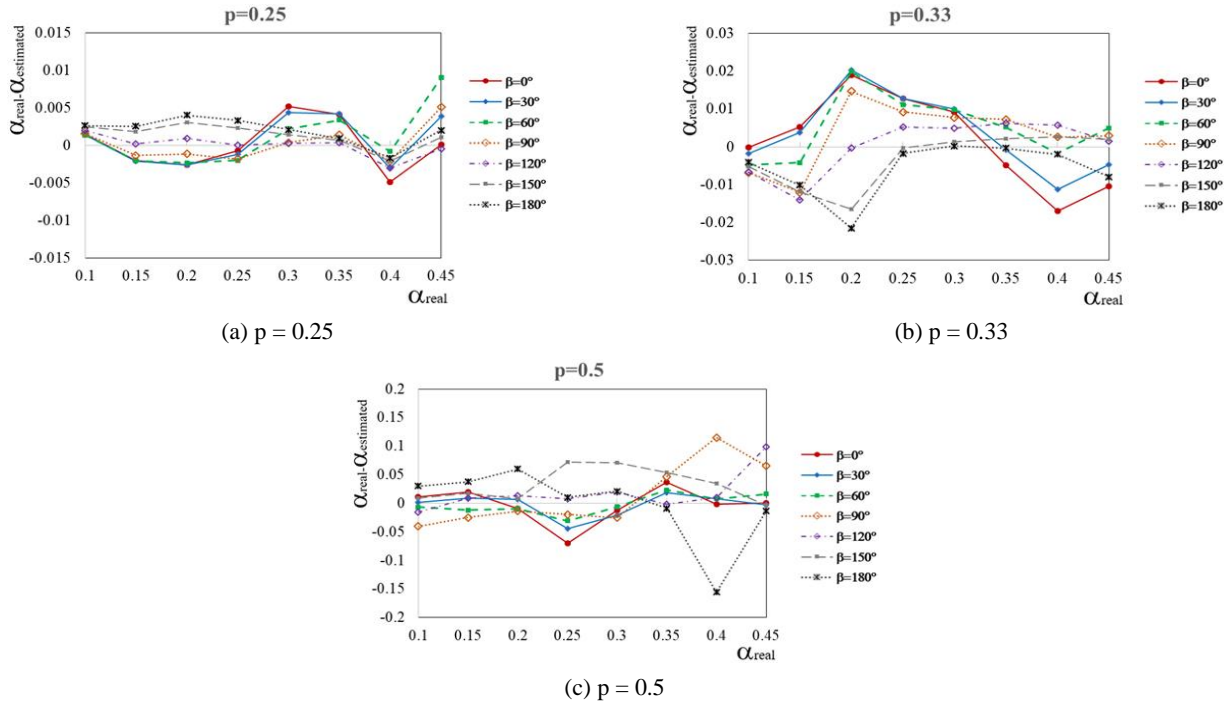 p=0.25
αreal-αestimated
0.015
0.01
0.005
0
-0.005
-0.01
-0.015
0.1 0.15 0.2 0.25 0.3 0.35 0.4 0.45
αreal
β=0º
β=30º
β=60º
β=90º
β=120º
β=150º
β=180º
(a) p = 0.25
p=0.33
αreal-αestimated
0.03
0.02
0.01
0
-0.01
-0.02
-0.03
0.1 0.15 0.2 0.25 0.3 0.35 0.4 0.45
αreal
β=0º
β=30º
β=60º
β=90º
β=120º
β=150º
β=180º
(b) p = 0.33
p=0.5
αreal-αestimated
0.2
0.15
0.1
0.05
0
-0.05
-0.1
-0.15
-0.2
0.1 0.15 0.2 0.25 0.3 0.35 0.4 0.45
αreal
β=0º
β=30º
β=60º
β=90º
β=120º
β=150º
β=180º
(c) p = 0.5